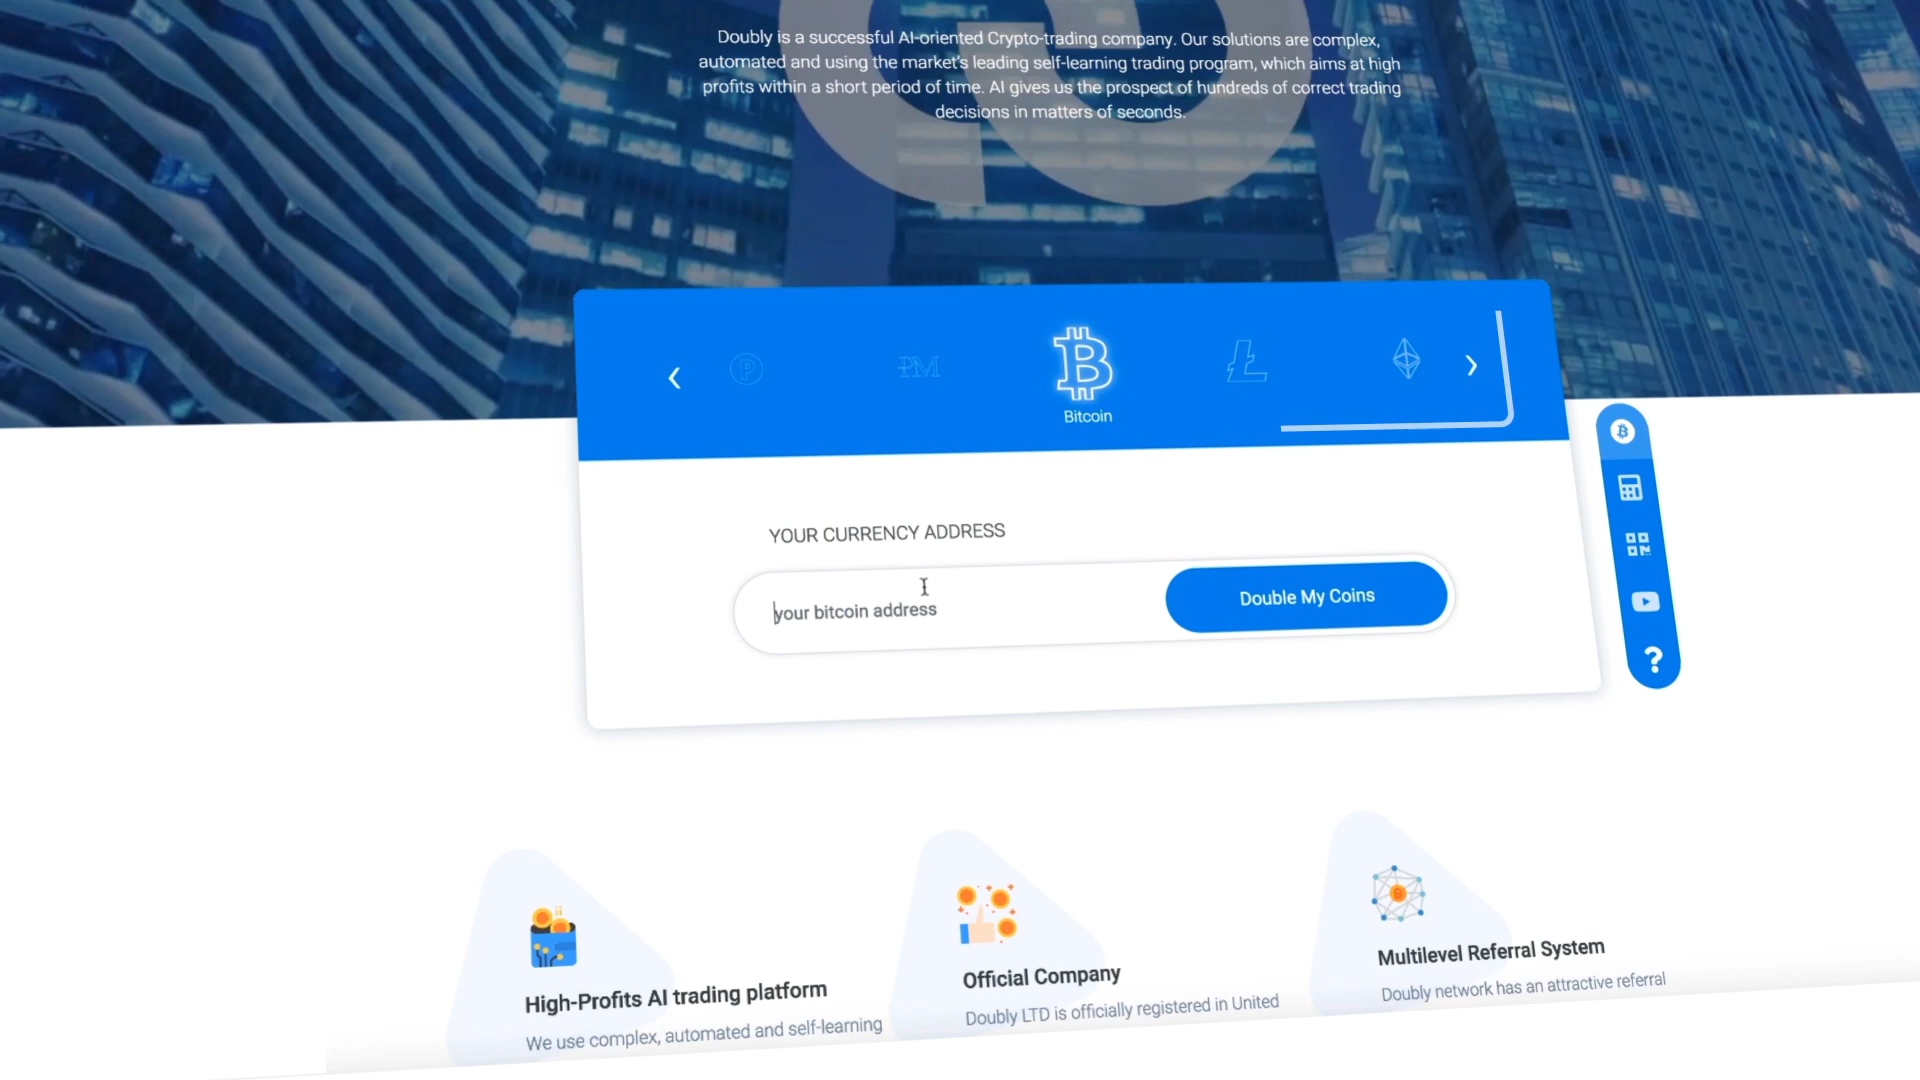 Doubly is a successful AI-oriented Crypto-trading company. Our solutions are complex,
automated and using the market's leading self-learning trading program, which aims at high
profits within a short period of time. AI gives us the prospect of hundreds of correct trading
decisions in matters of seconds.
Bitcoin
YOUR CURRENCY ADDRESS
your bitcoin address
Double My Coins
High-Profits AI trading platform
We use complex, automated and self-learning
Official Company
Doubly LTD is officially registered in United
Multilevel Referral System
Doubly network has an attractive referral